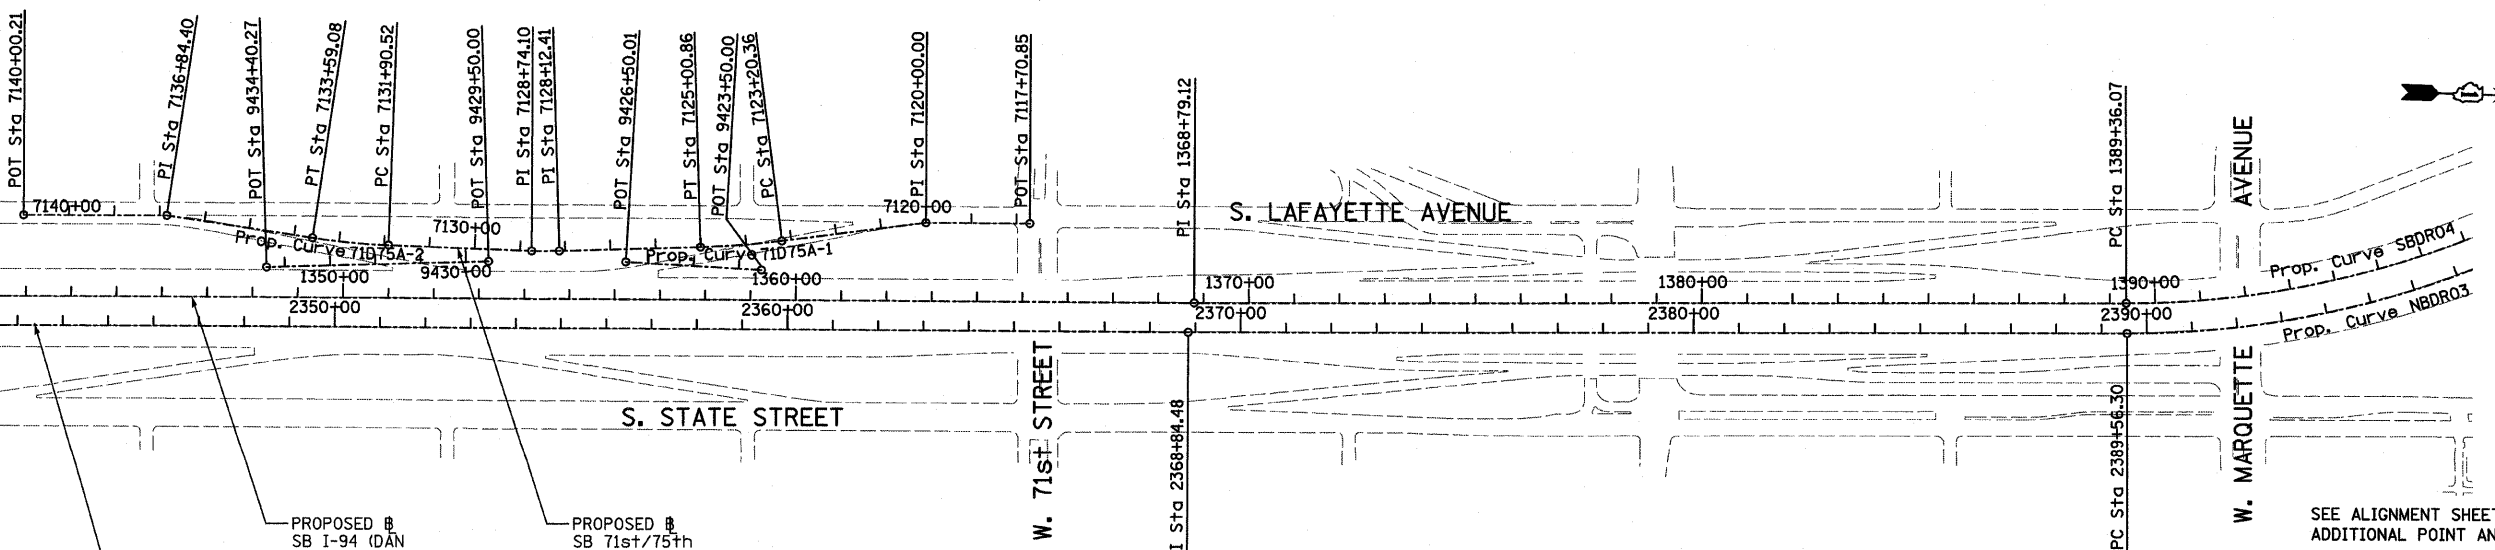 POT Sta 7140+00.21
PI Sta 7136+84.40
POT Sta 9434+40.27
PT Sta 7133+59.08
PC Sta 7131+90.52
POT Sta 9429+50.00
PI Sta 7128+74.10
PI Sta 7128+12.41
POT Sta 9426+50.01
PT Sta 7125+00.86
POT Sta 9423+50.00
PC Sta 7123+20.36
PI Sta 7120+00.00
POT Sta 7117+70.85
PI Sta 1368+79.12
PC Sta 1389+36.07
AVENUE
7140+00
7130+00
7120+00
S. LAFAYETTE AVENUE
Prop. Curve 71D75A-2
Prop. Curve 71D75A-1
Prop. Curve SBDR04
1350+00
9430+00
1360+00
1370+00
1380+00
1390+00
2350+00
2360+00
2370+00
2380+00
2390+00
Prop. Curve NBDR03
S. STATE STREET
W. 71st STREET
I Sta 2368+84.48
PC Sta 2389+56.30
W. MARQUETTE
PROPOSED ⅊
SB I-94 (DAN
PROPOSED ⅊
SB 71st/75th
SEE ALIGNMENT SHEET
ADDITIONAL POINT AN